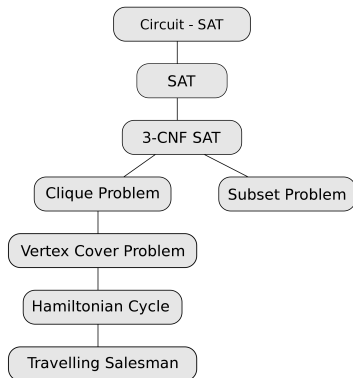 Circuit - SAT
SAT
3-CNF SAT
Clique Problem
Subset Problem
Vertex Cover Problem
Hamiltonian Cycle
Travelling Salesman